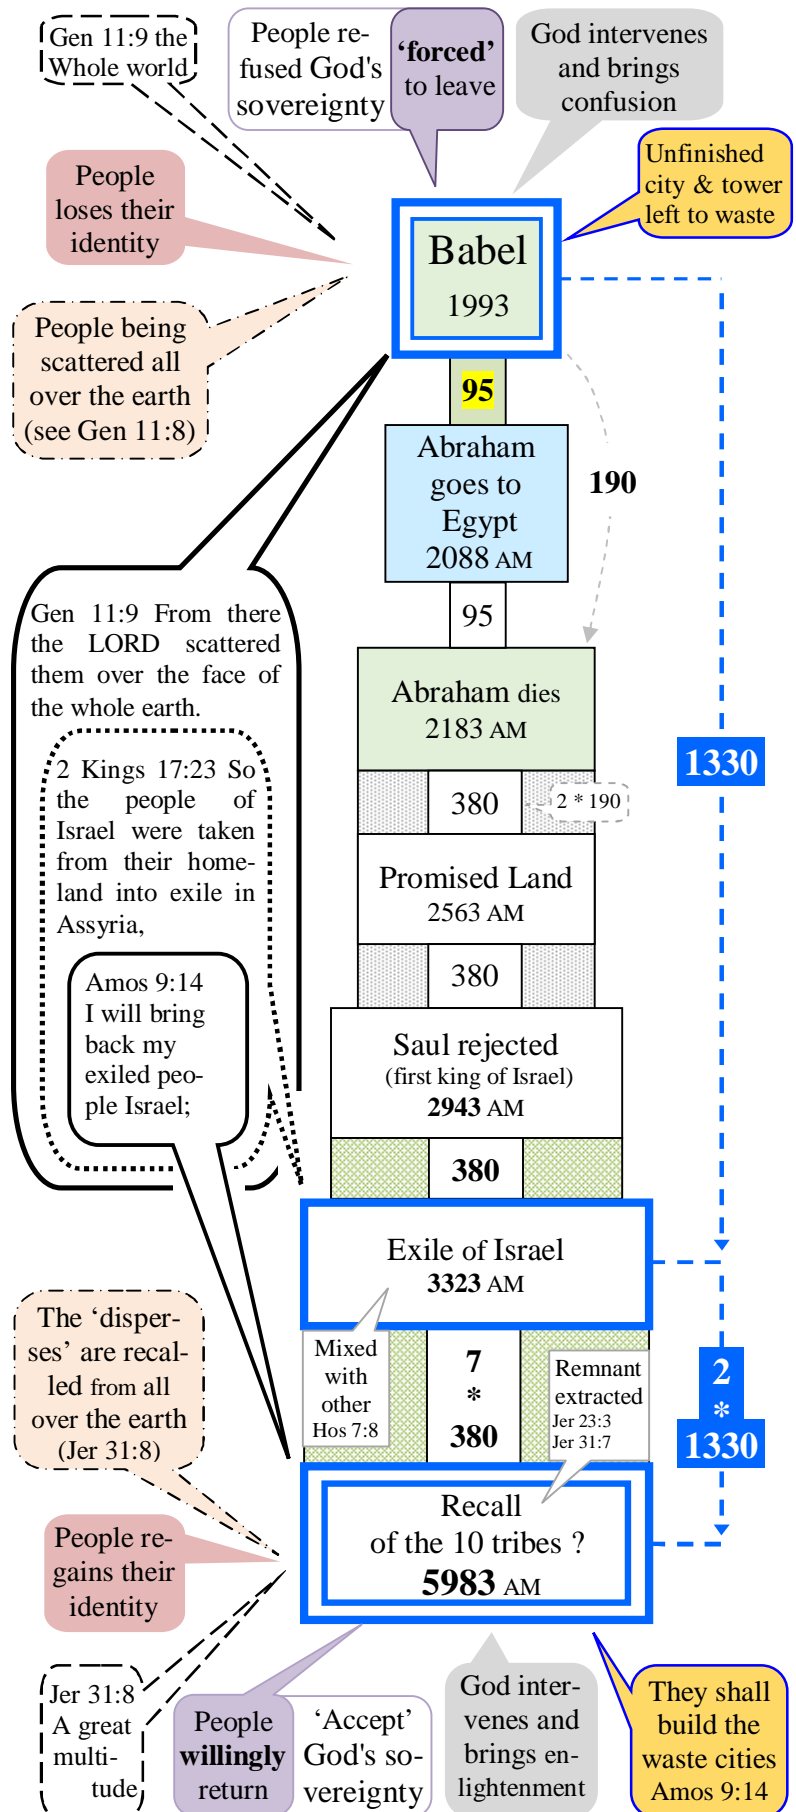 Gen 11:9 the
Whole world
People re-
fused God's
sovereignty
‘forced’
to leave
God intervenes
and brings
confusion
People
loses their
identity
Unfinished
city & tower
left to waste
Babel
1993
People being
scattered all
over the earth
(see Gen 11:8)
95
Abraham
goes to
Egypt
2088 AM
190
95
Gen 11:9 From there
the LORD scattered
them over the face of
the whole earth.
Abraham dies
2183 AM
1330
2 Kings 17:23 So
the people of
Israel were taken
from their home-
land into exile in
Assyria,
380
2 * 190
Promised Land
2563 AM
380
Amos 9:14
I will bring
back my
exiled peo-
ple Israel;
Saul rejected
(first king of Israel)
2943 AM
380
Exile of Israel
3323 AM
The ‘disper-
ses’ are recal-
led from all
over the earth
(Jer 31:8)
Mixed
with
other
Hos 7:8
7
*
380
Remnant
extracted
Jer 23:3
Jer 31:7
2
*
1330
People re-
gains their
identity
Recall
of the 10 tribes ?
5983 AM
Jer 31:8
A great
multi-
tude
People
willingly
return
‘Accept’
God's so-
vereignty
God inter-
venes and
brings en-
lightenment
They shall
build the
waste cities
Amos 9:14